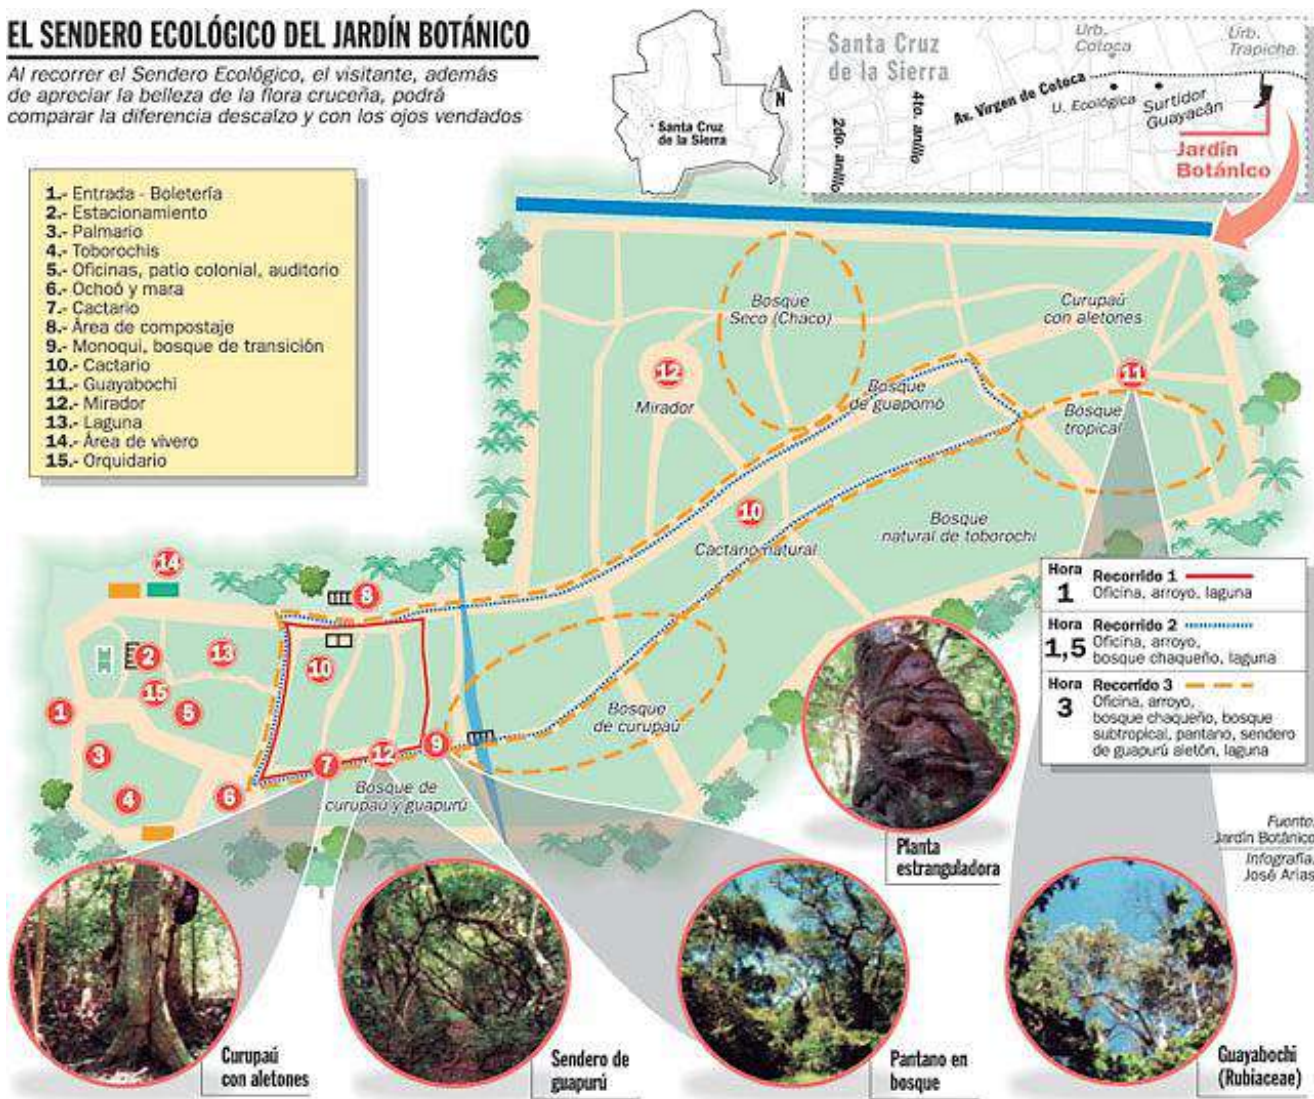 EL SENDERO ECOLÓGICO DEL JARDÍN BOTÁNICO
Al recorrer el Sendero Ecológico, el visitante, además
de apreciar la belleza de la flora cruceña, podrá
comparar la diferencia descalzo y con los ojos vendados
Santa Cruz
de la Sierra
N
Santa Cruz
de la Sierra
Urb.
Cotoca
Urb.
Trapiche
Av. Virgen de Cotoca
U. Ecológica
Surtidor
Guayacán
4to. anillo
2do. anillo
Jardín
Botánico
1.- Entrada - Boletería
2.- Estacionamiento
3.- Palmario
4.- Toborochis
5.- Oficinas, patio colonial, auditorio
6.- Ochoó y mara
7.- Cactario
8.- Área de compostaje
9.- Monoqui, bosque de transición
10.- Cactario
11.- Guayabochi
12.- Mirador
13.- Laguna
14.- Área de vivero
15.- Orquidario
Bosque
Seco (Chaco)
Curupaú
con aletones
12
Mirador
Bosque
de guapomó
11
Bosque
tropical
10
Cactario natural
Bosque
natural de toborochi
14
8
2
13
10
15
1
5
3
4
6
7
12
9
Bosque
de curupaú
Bosque de
curupaú y guapurú
Hora
1
Recorrido 1
Oficina, arroyo, laguna
Hora
1,5
Recorrido 2
Oficina, arroyo,
bosque chaqueño, laguna
Hora
3
Recorrido 3
Oficina, arroyo,
bosque chaqueño, bosque
subtropical, pantano, sendero
de guapurú aletón, laguna
Planta
estranguladora
Fuente:
Jardín Botánico
Infografía:
José Arias
Curupaú
con aletones
Sendero de
guapurú
Pantano en
bosque
Guayabochi
(Rubiaceae)